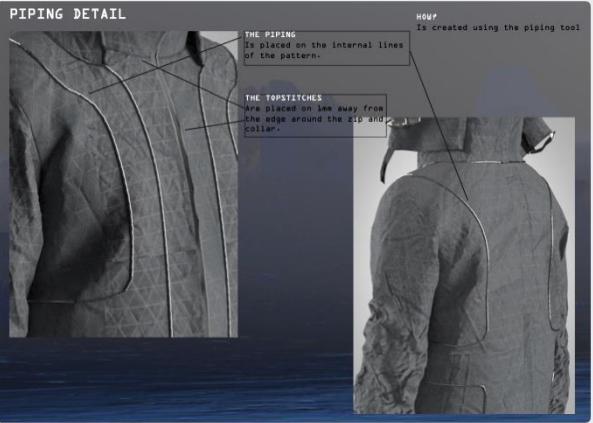 PIPING DETAIL
HOW?
Is created using the piping tool
THE PIPING
Is placed on the internal lines
of the pattern.
THE TOPSTITCHES
Are placed on 1mm away from
the edge around the zip and
collar.